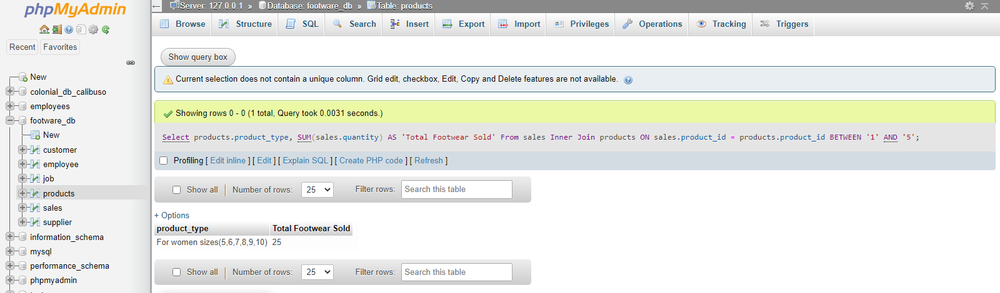 phpMyAdmin
Recent Favorites
New
colonial_db_calibuso
employees
footware_db
New
customer
employee
job
products
sales
supplier
information_schema
mysql
performance_schema
phpmyadmin
Server: 127.0.0.1 » Database: footware_db » Table: products
Browse Structure SQL Search Insert Export Import Privileges Operations Tracking Triggers
Show query box
Current selection does not contain a unique column. Grid edit, checkbox, Edit, Copy and Delete features are not available.
Showing rows 0 - 0 (1 total, Query took 0.0031 seconds.)
Select products.product_type, SUM(sales.quantity) AS 'Total Footwear Sold' From sales Inner Join products ON sales.product_id = products.product_id BETWEEN '1' AND '5';
Profiling [ Edit inline ] [ Edit ] [ Explain SQL ] [ Create PHP code ] [ Refresh ]
Show all | Number of rows: 25 Filter rows: Search this table
+ Options
product_type Total Footwear Sold
For women sizes(5,6,7,8,9,10) 25
Show all | Number of rows: 25 Filter rows: Search this table